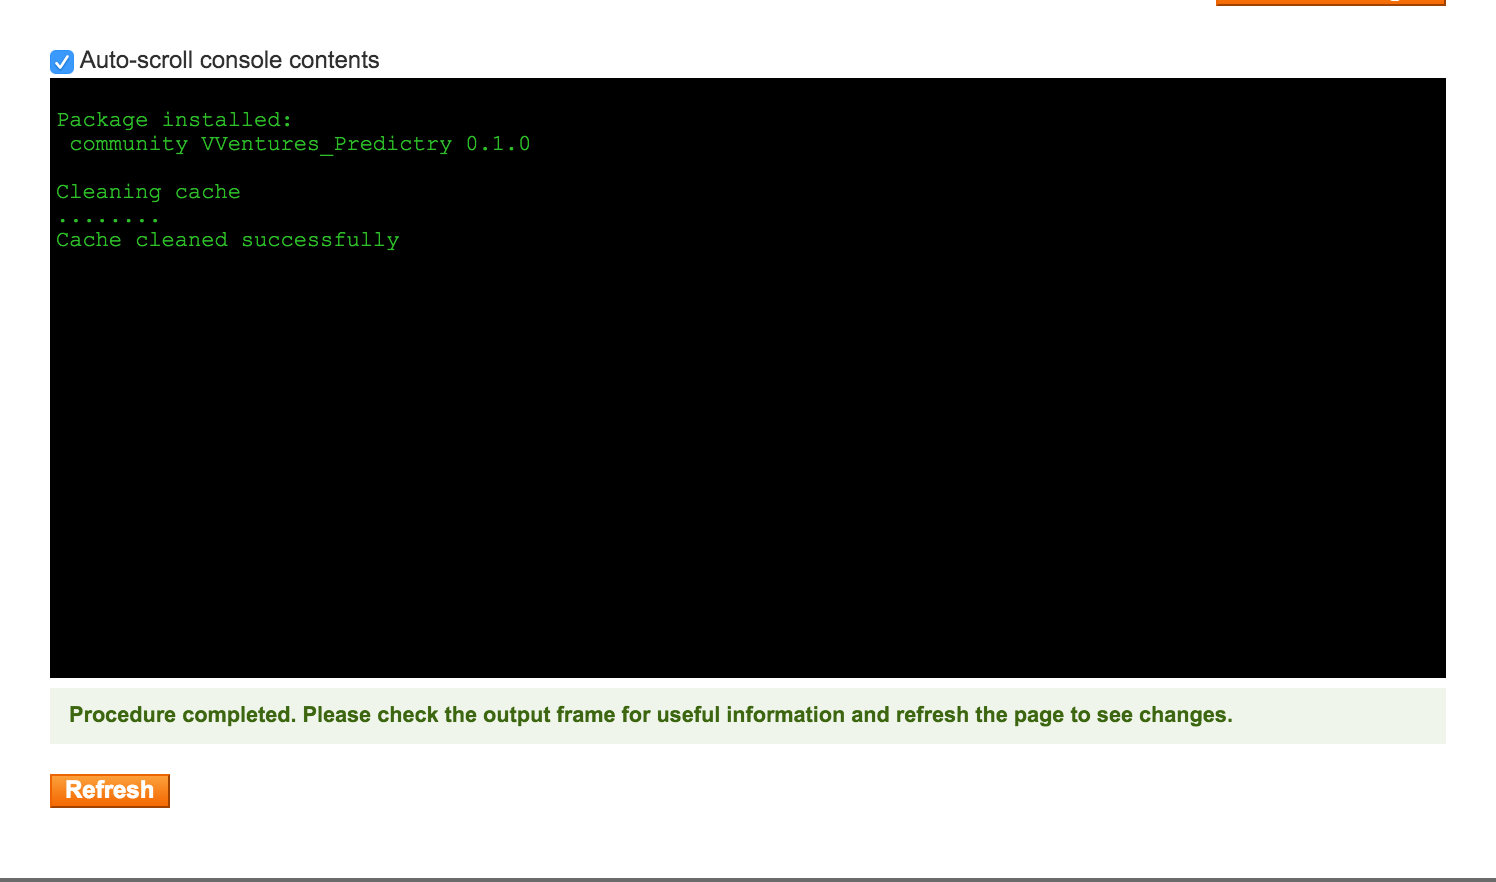 Auto-scroll console contents
Package installed:
community VVentures_Predictry 0.1.0
Cleaning cache
........
Cache cleaned successfully
Procedure completed. Please check the output frame for useful information and refresh the page to see changes.
Refresh